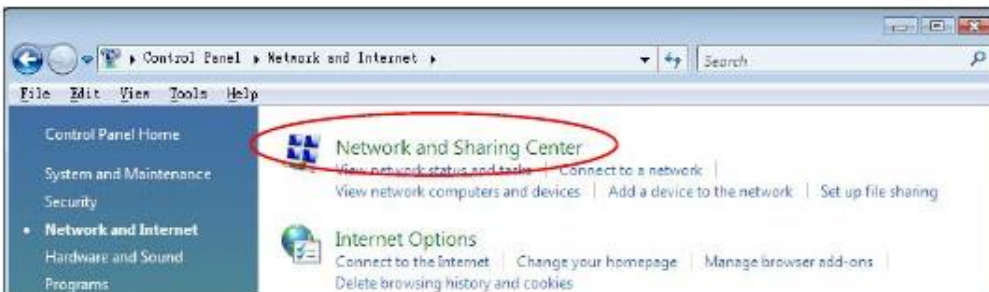 Control Panel ▸ Network and Internet ▸
Search
File Edit View Tools Help
Control Panel Home
System and Maintenance
Security
• Network and Internet
Hardware and Sound
Programs
Network and Sharing Center
View network status and tasks | Connect to a network |
View network computers and devices | Add a device to the network | Set up file sharing
Internet Options
Connect to the Internet | Change your homepage | Manage browser add-ons |
Delete browsing history and cookies